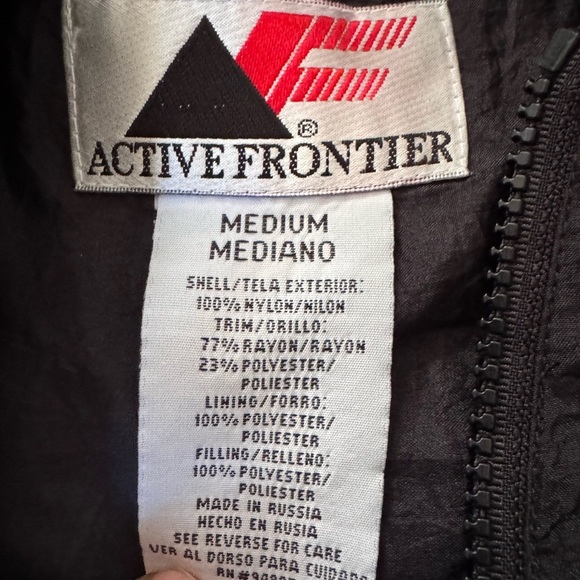 ACTIVE FRONTIER®
MEDIUM
MEDIANO
SHELL/TELA EXTERIOR:
100% NYLON/NILON
TRIM/ORILLO:
77% RAYON/RAYON
23% POLYESTER/
POLIESTER
LINING/FORRO:
100% POLYESTER/
POLIESTER
FILLING/RELLENO:
100% POLYESTER/
POLIESTER
MADE IN RUSSIA
HECHO EN RUSIA
SEE REVERSE FOR CARE
VER AL DORSO PARA CUIDADO